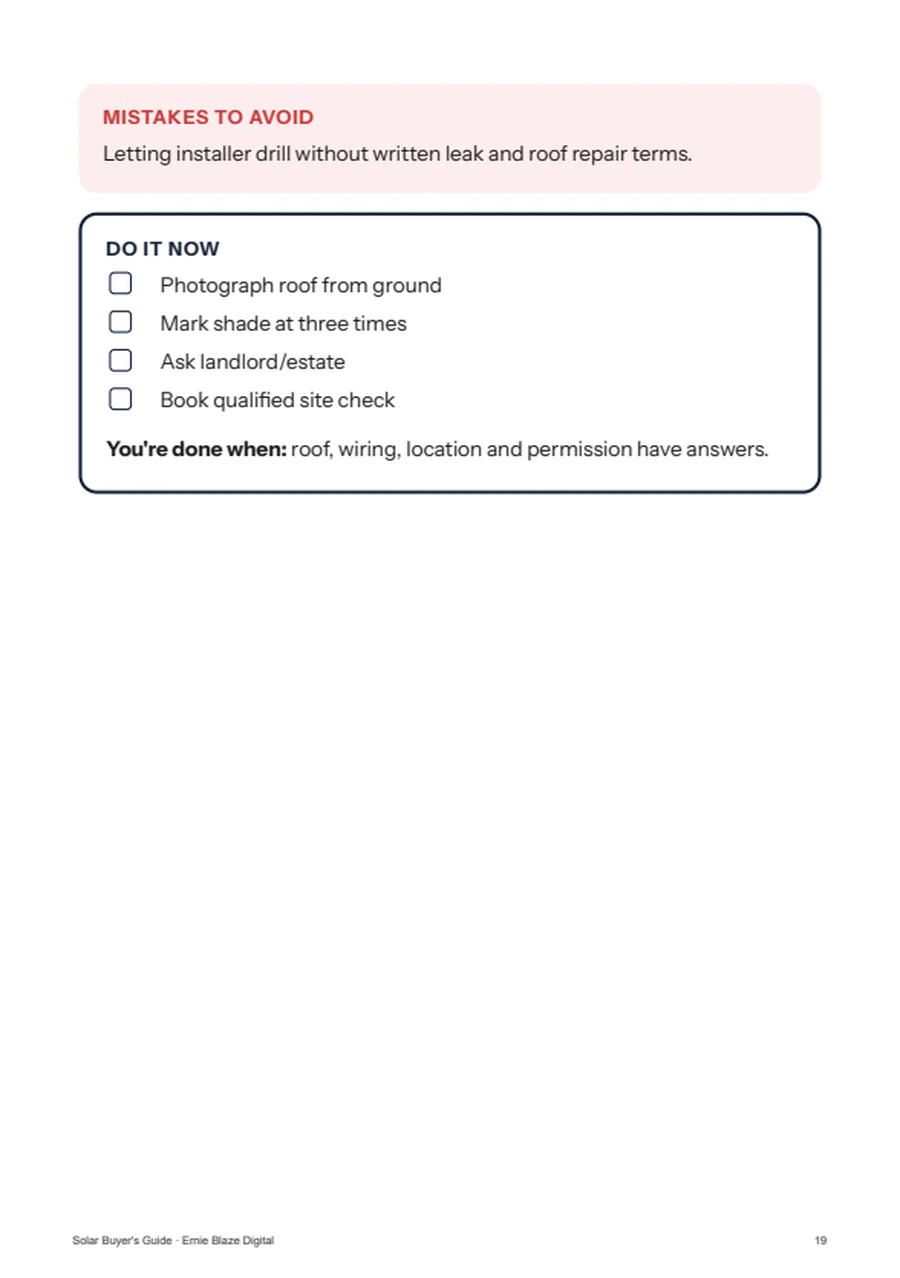 MISTAKES TO AVOID
Letting installer drill without written leak and roof repair terms.
DO IT NOW
Photograph roof from ground
Mark shade at three times
Ask landlord/estate
Book qualified site check
You're done when: roof, wiring, location and permission have answers.
Solar Buyer's Guide · Ernie Blaze Digital
19